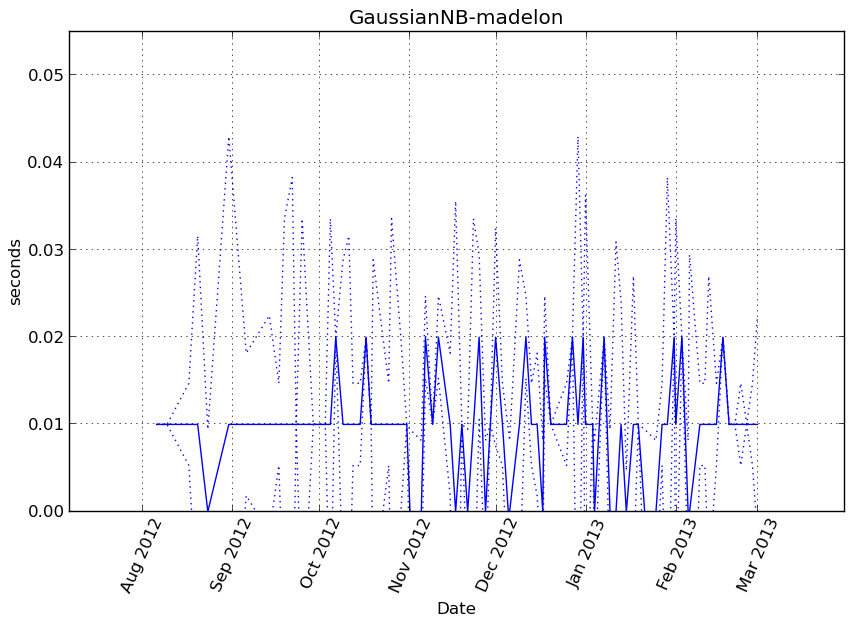 GaussianNB-madelon
0.05
0.04
0.03
0.02
0.01
0.00
seconds
Aug 2012
Sep 2012
Oct 2012
Nov 2012
Dec 2012
Jan 2013
Feb 2013
Mar 2013
Date